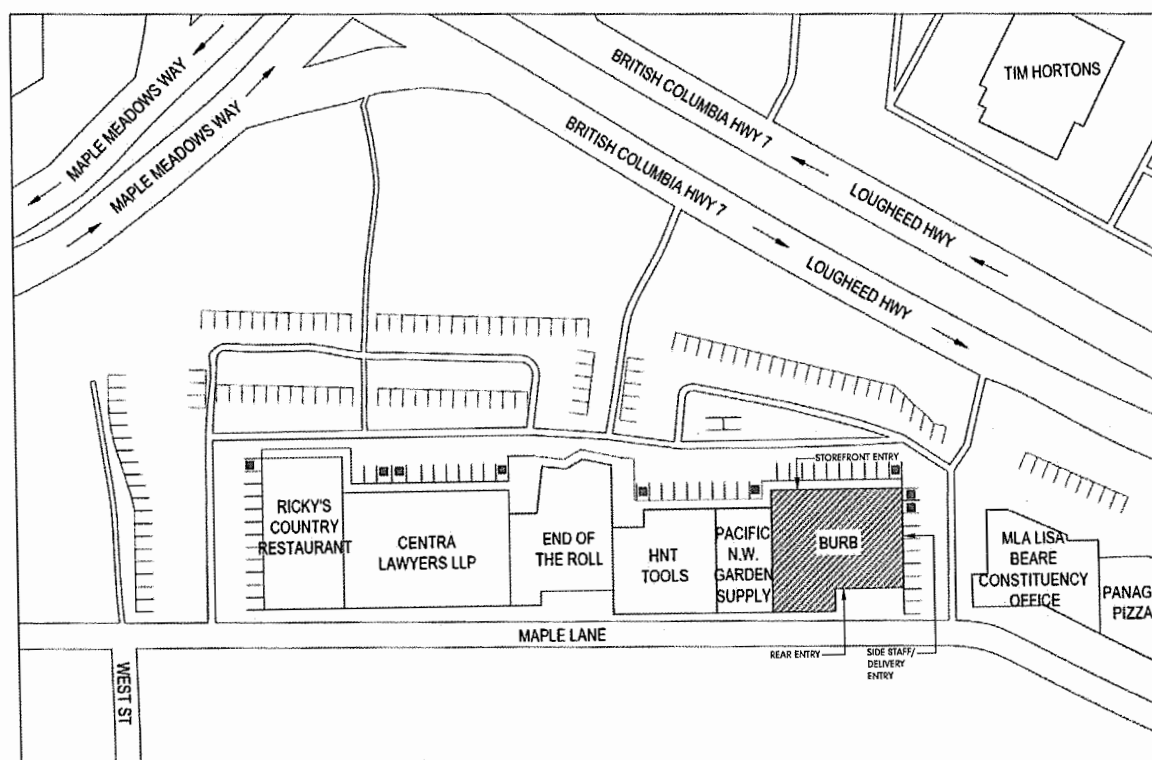 MAPLE MEADOWS WAY
MAPLE MEADOWS WAY
BRITISH COLUMBIA HWY 7
BRITISH COLUMBIA HWY 7
LOUGHEED HWY
LOUGHEED HWY
TIM HORTONS
STOREFRONT ENTRY
RICKY'S
COUNTRY
RESTAURANT
CENTRA
LAWYERS LLP
END OF
THE ROLL
HNT
TOOLS
PACIFIC
N.W.
GARDEN
SUPPLY
BURB
MLA LISA
BEARE
CONSTITUENCY
OFFICE
PANAG
PIZZA
MAPLE LANE
REAR ENTRY
SIDE STAFF/
DELIVERY
ENTRY
WEST ST